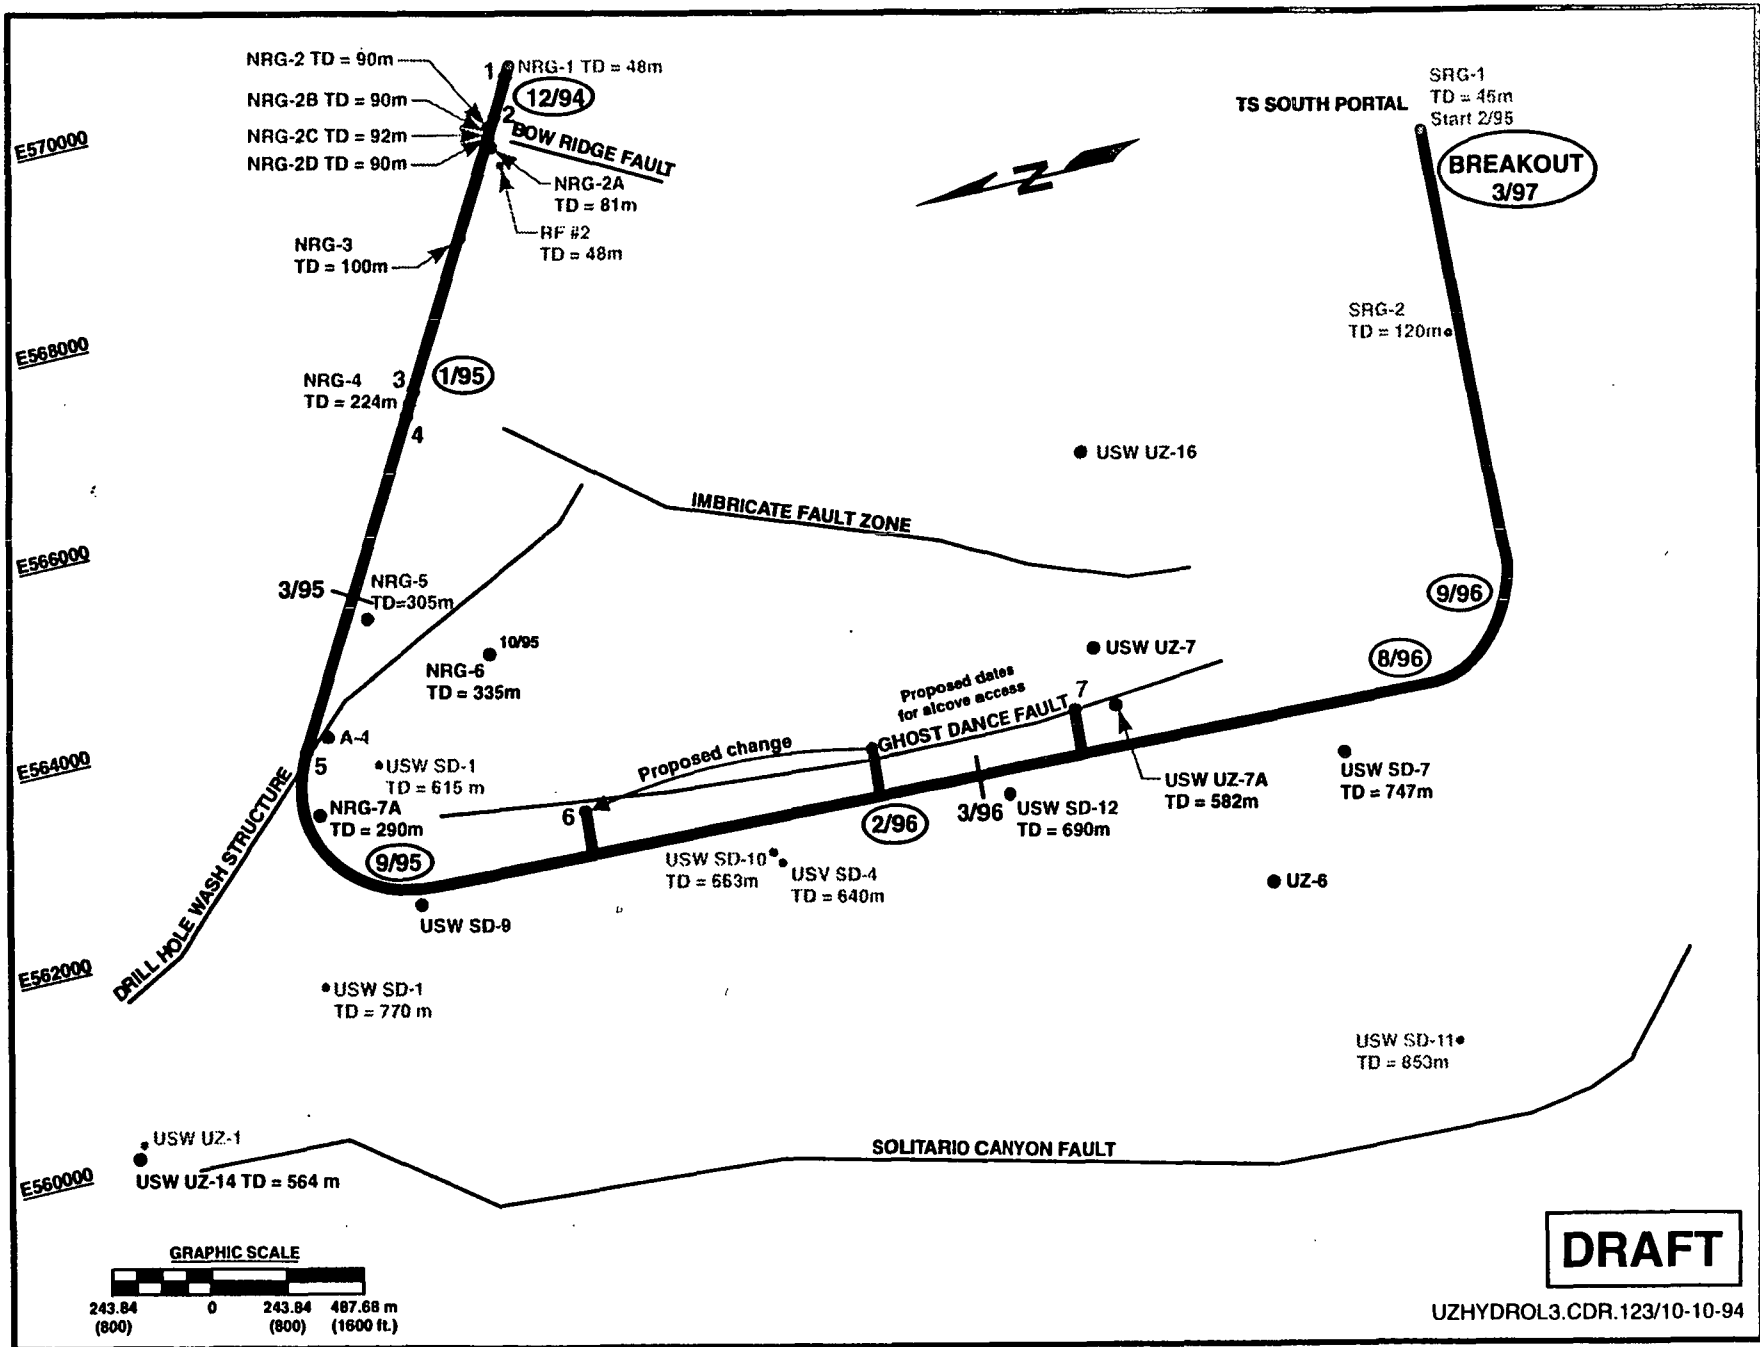 NRG-2 TD = 90m
1
NRG-1 TD = 48m
12/94
NRG-2B TD = 90m
2
NRG-2C TD = 92m
BOW RIDGE FAULT
NRG-2D TD = 90m
NRG-2A
TD = 81m
RF #2
TD = 48m
NRG-3
TD = 100m
E570000
N
TS SOUTH PORTAL
SRG-1
TD = 45m
Start 2/95
BREAKOUT
3/97
SRG-2
TD = 120m
E568000
NRG-4
TD = 224m
3
1/95
4
USW UZ-16
IMBRICATE FAULT ZONE
E566000
3/95
NRG-5
TD=305m
10/95
NRG-6
TD = 335m
9/96
8/96
USW UZ-7
Proposed dates
for alcove access
7
GHOST DANCE FAULT
Proposed change
A-4
5
E564000
USW SD-1
TD = 615 m
NRG-7A
TD = 290m
6
2/96
3/96
USW SD-12
TD = 690m
USW UZ-7A
TD = 582m
USW SD-7
TD = 747m
9/95
USW SD-10
TD = 663m
USV SD-4
TD = 640m
UZ-6
USW SD-9
DRILL HOLE WASH STRUCTURE
E562000
USW SD-1
TD = 770 m
USW SD-11
TD = 853m
USW UZ-1
USW UZ-14 TD = 564 m
SOLITARIO CANYON FAULT
E560000
GRAPHIC SCALE
243.84 0 243.84 487.68 m
(800) (800) (1600 ft.)
DRAFT
UZHYDROL3.CDR.123/10-10-94